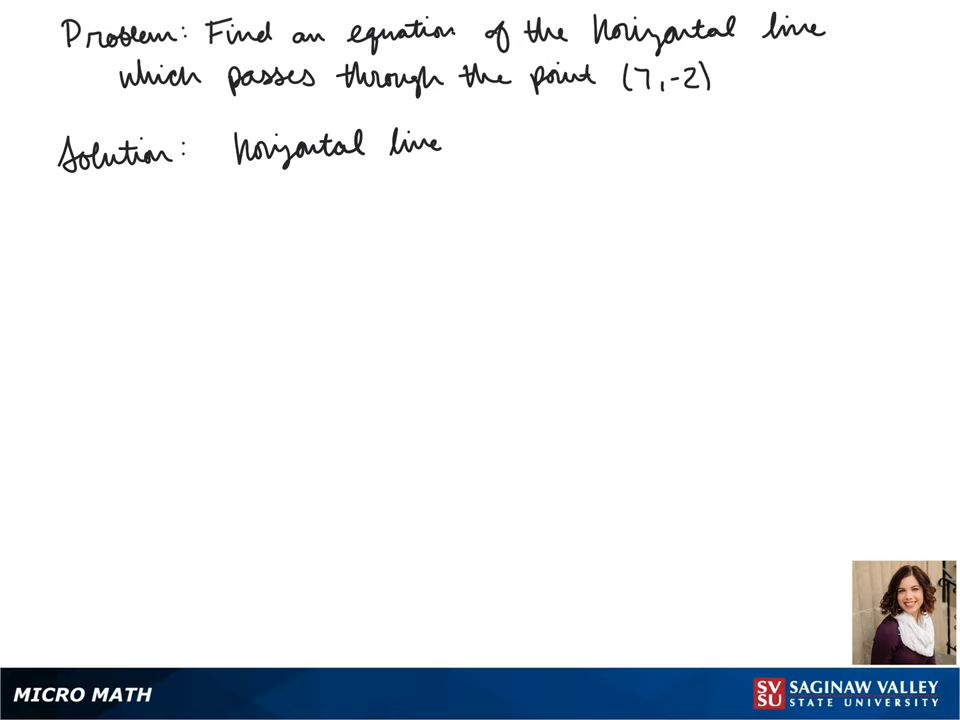 Problem: Find an equation of the horizontal line
which passes through the point (7,-2)
Solution: horizontal line
MICRO MATH
SV
SU
SAGINAW VALLEY
STATE UNIVERSITY